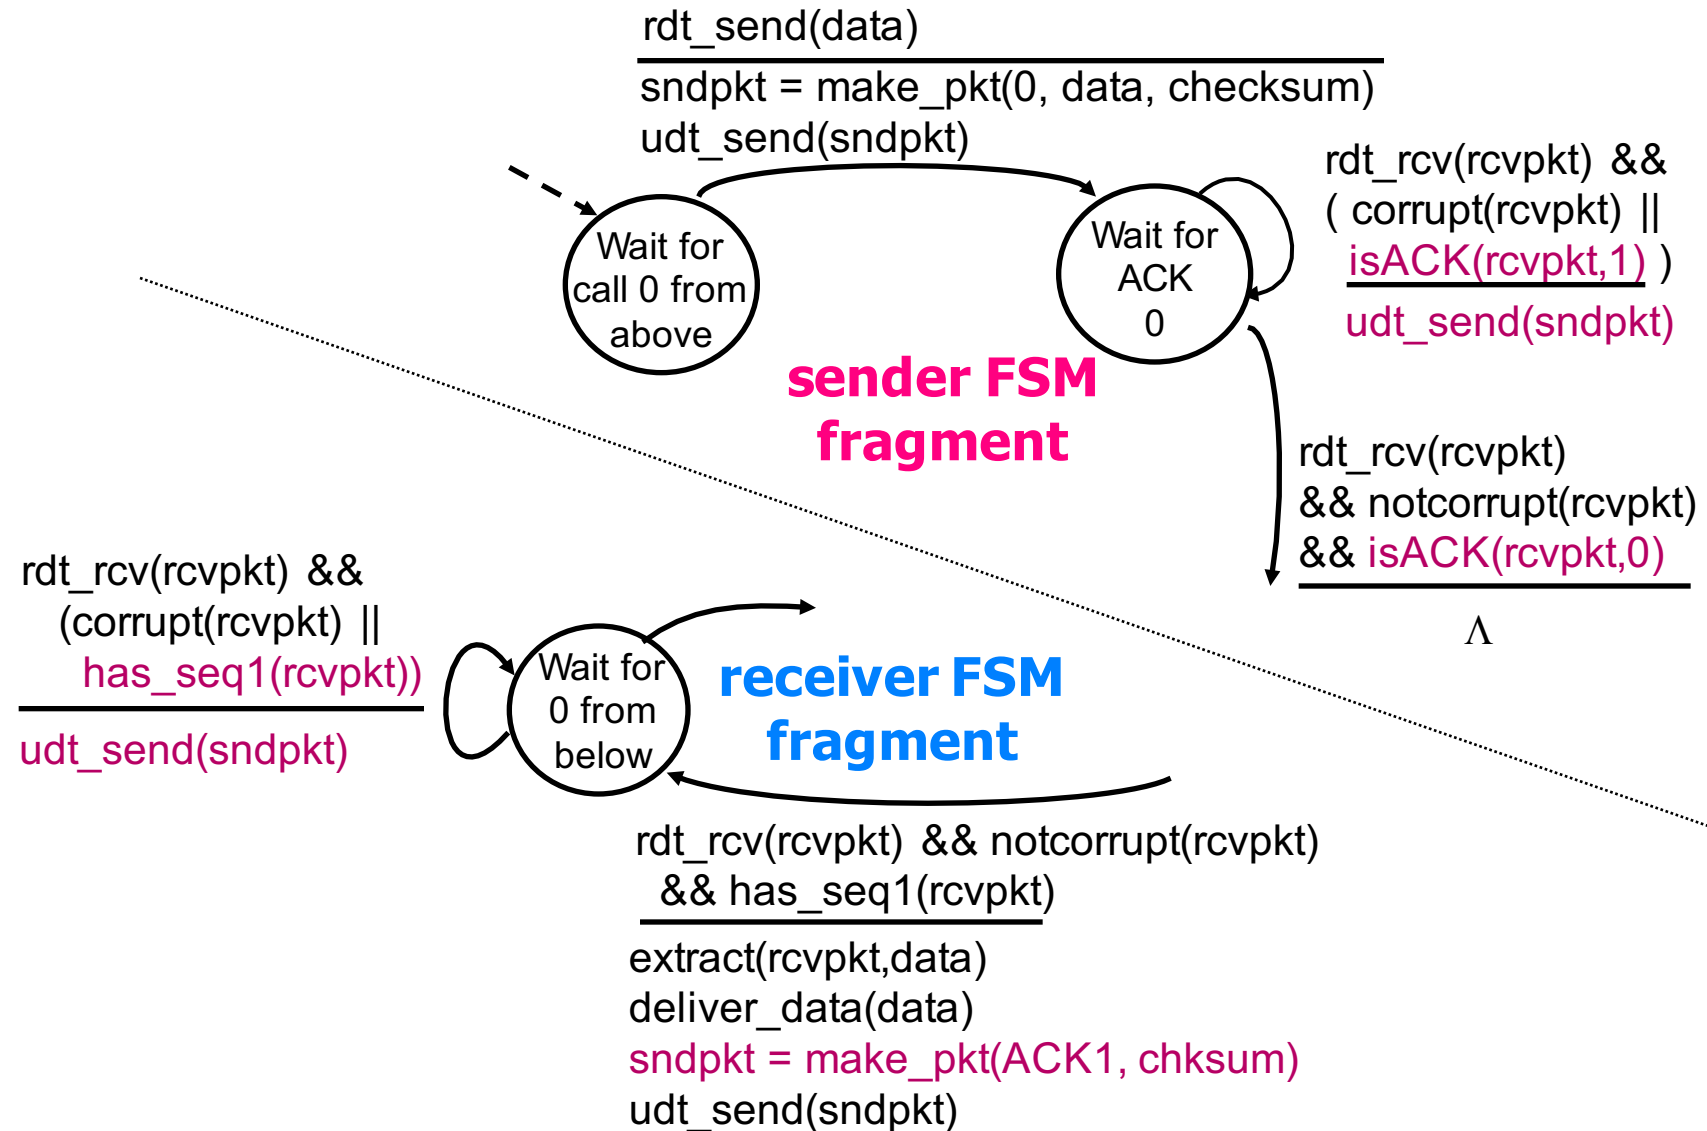 rdt_send(data)
sndpkt = make_pkt(0, data, checksum)
udt_send(sndpkt)
Wait for
call 0 from
above
Wait for
ACK
0
rdt_rcv(rcvpkt) &&
( corrupt(rcvpkt) ||
isACK(rcvpkt,1) )
udt_send(sndpkt)
sender FSM
fragment
rdt_rcv(rcvpkt)
&& notcorrupt(rcvpkt)
&& isACK(rcvpkt,0)
Λ
rdt_rcv(rcvpkt) &&
(corrupt(rcvpkt) ||
has_seq1(rcvpkt))
udt_send(sndpkt)
Wait for
0 from
below
receiver FSM
fragment
rdt_rcv(rcvpkt) && notcorrupt(rcvpkt)
&& has_seq1(rcvpkt)
extract(rcvpkt,data)
deliver_data(data)
sndpkt = make_pkt(ACK1, chksum)
udt_send(sndpkt)